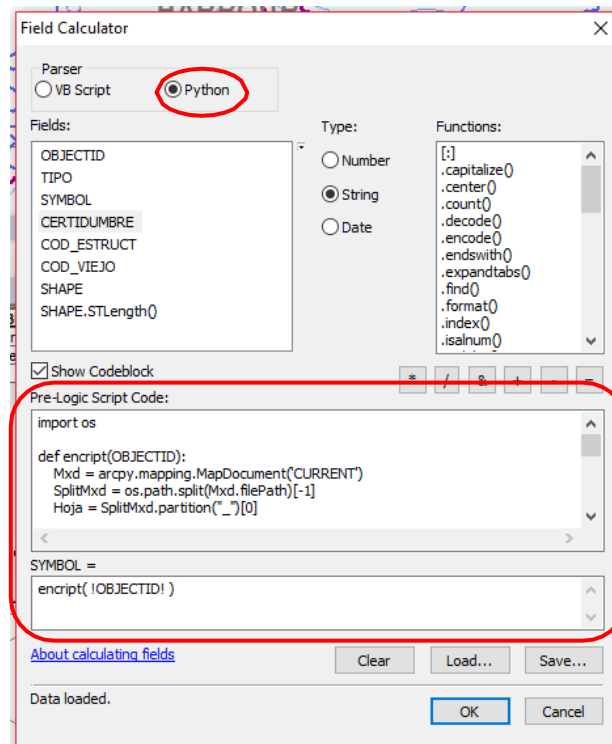 Field Calculator
Parser
VB Script
Python
Fields:
Type:
Functions:
OBJECTID
TIPO
SYMBOL
CERTIDUMBRE
COD_ESTRUCT
COD_VIEJO
SHAPE
SHAPE.STLength()
Number
String
Date
[:]
.capitalize()
.center()
.count()
.decode()
.encode()
.endswith()
.expandtabs()
.find()
.format()
.index()
.isalnum()
Show Codeblock
* / & + - =
Pre-Logic Script Code:
import os
def encript(OBJECTID):
Mxd = arcpy.mapping.MapDocument('CURRENT')
SplitMxd = os.path.split(Mxd.filePath)[-1]
Hoja = SplitMxd.partition("_")[0]
SYMBOL =
encript( !OBJECTID! )
About calculating fields
Clear
Load...
Save...
Data loaded.
OK
Cancel